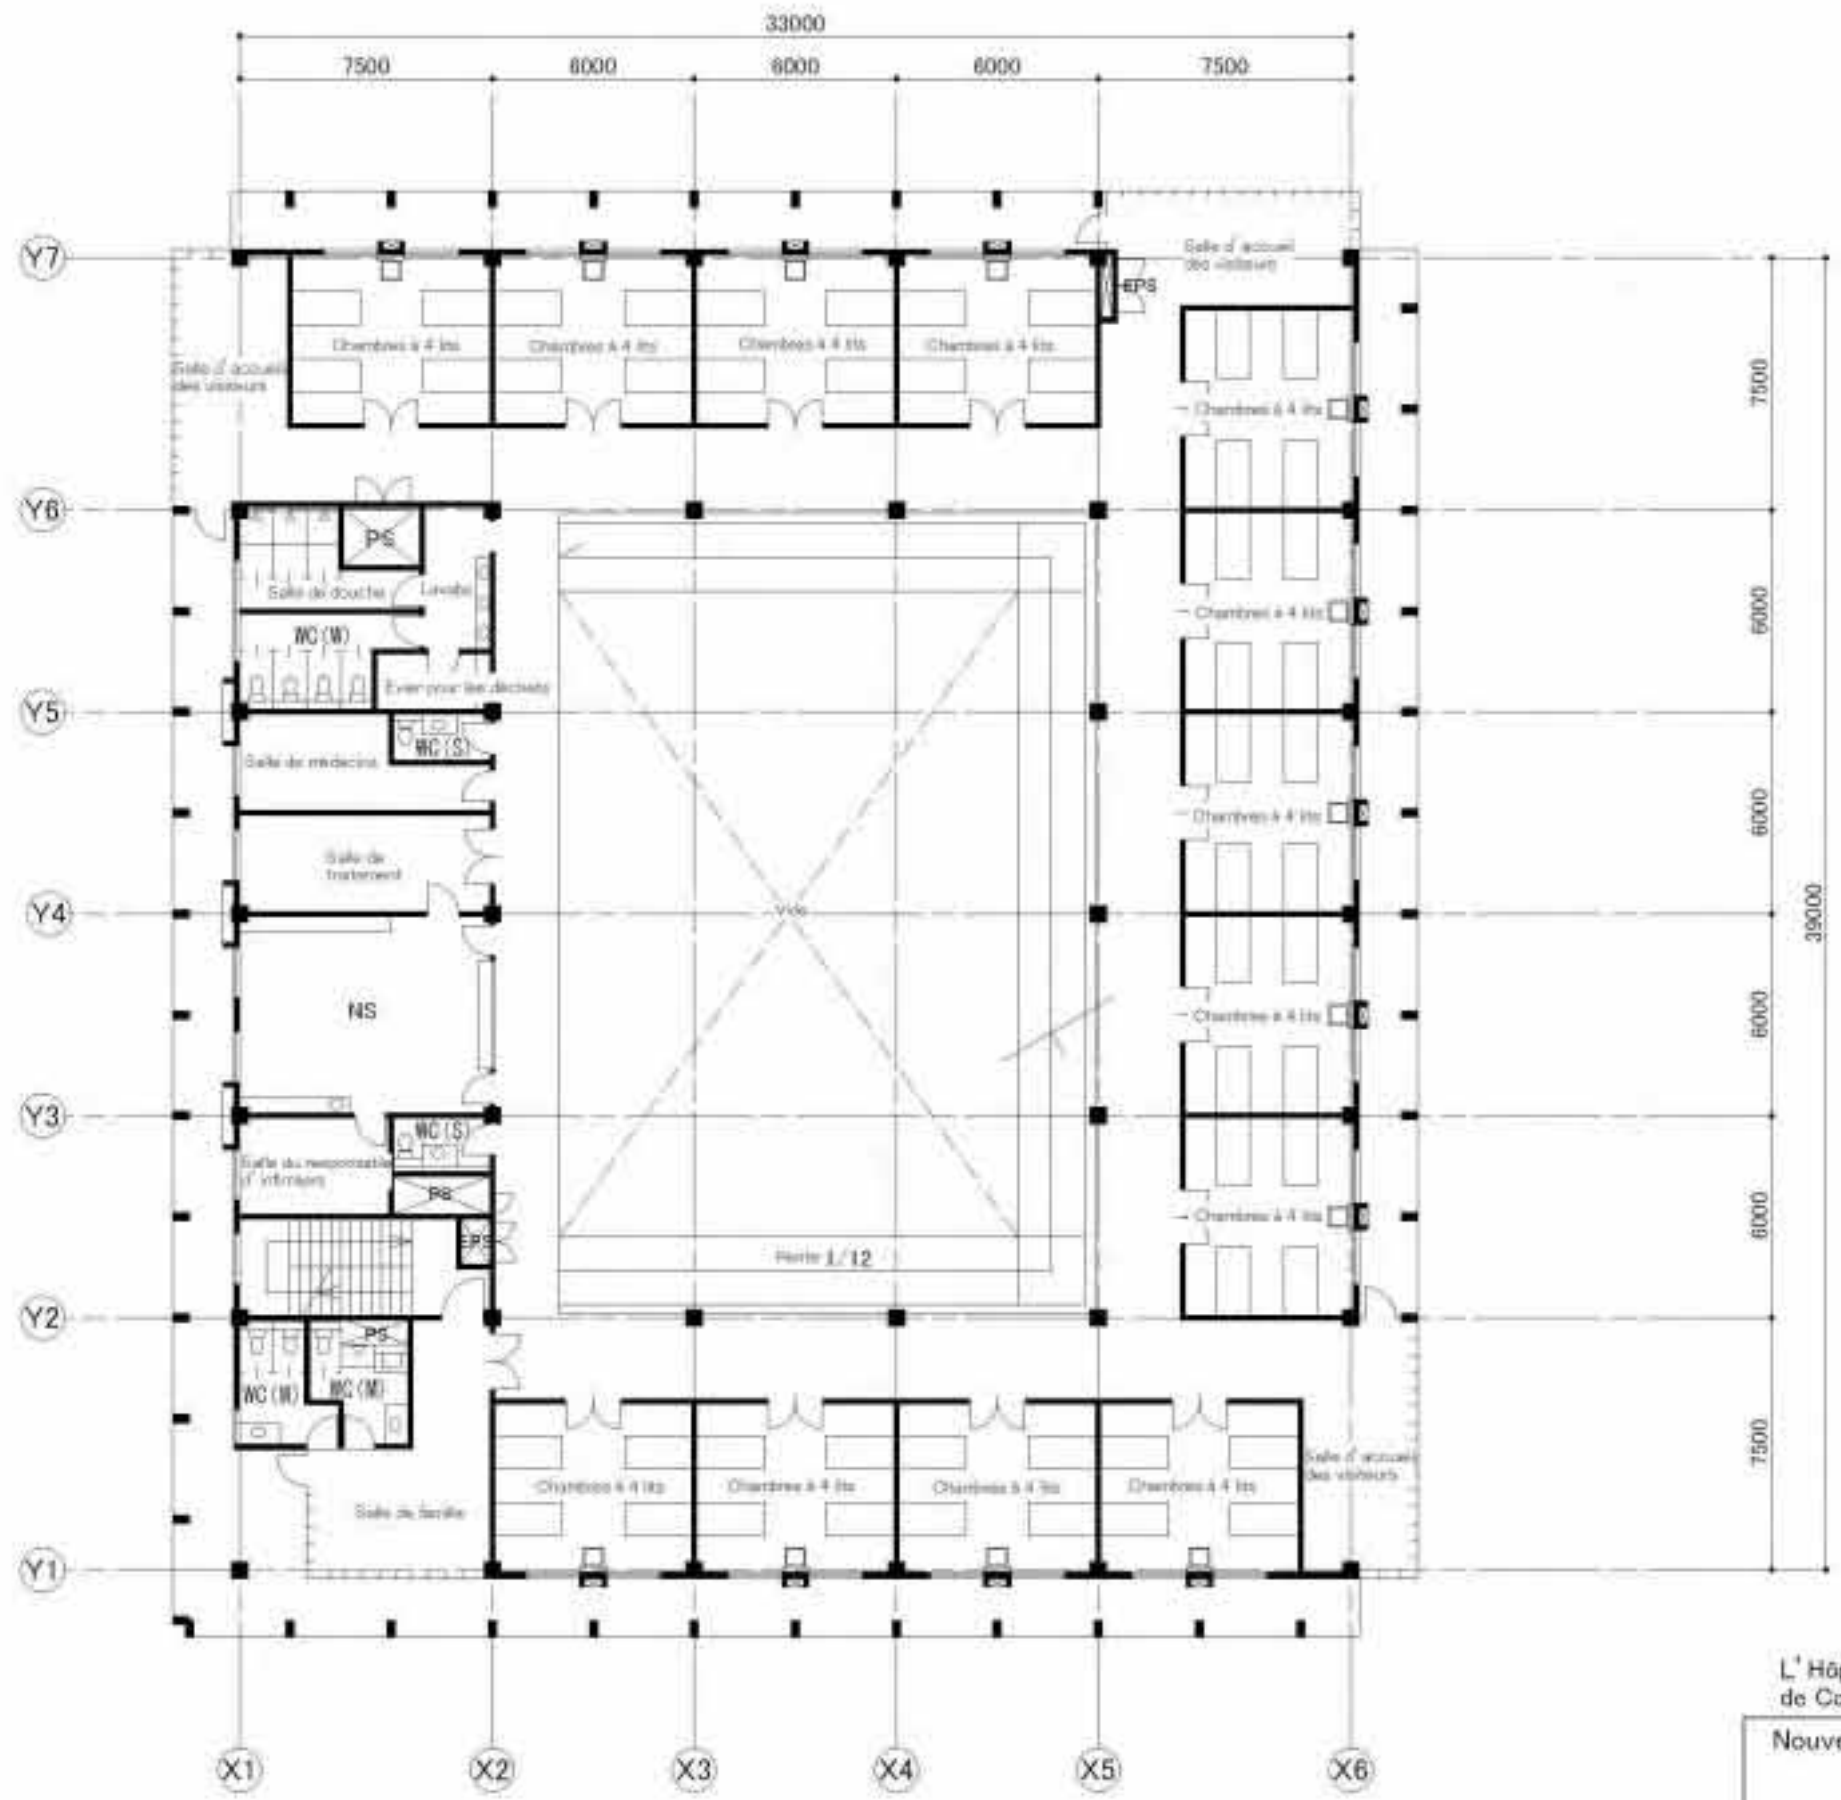 33000
7500 6000 6000 6000 7500
Y7
Salle d'accueil
des visiteurs
EPS
Chambres à 4 lits Chambres à 4 lits Chambres à 4 lits Chambres à 4 lits
Salle d'accueil
des visiteurs
7500
Chambres à 4 lits
Y6
PS
Salle de douche
Lavabo
Chambres à 4 lits
6000
WC(W)
Evier pour les déchets
Y5
WC(S)
Salle de médecins
Chambres à 4 lits
6000
Salle de
traitement
Y4
Vide
39000
NS
Chambres à 4 lits
6000
Y3
WC(S)
Salle du responsable
d'infirmiers
PS
Chambres à 4 lits
6000
EPS
Pente 1/12
Y2
PS
WC(W)
WC(M)
7500
Salle d'accueil
des visiteurs
Chambres à 4 lits Chambres à 4 lits Chambres à 4 lits Chambres à 4 lits
Salle de famille
Y1
L'Hôp
de Co
Nouve
X1 X2 X3 X4 X5 X6